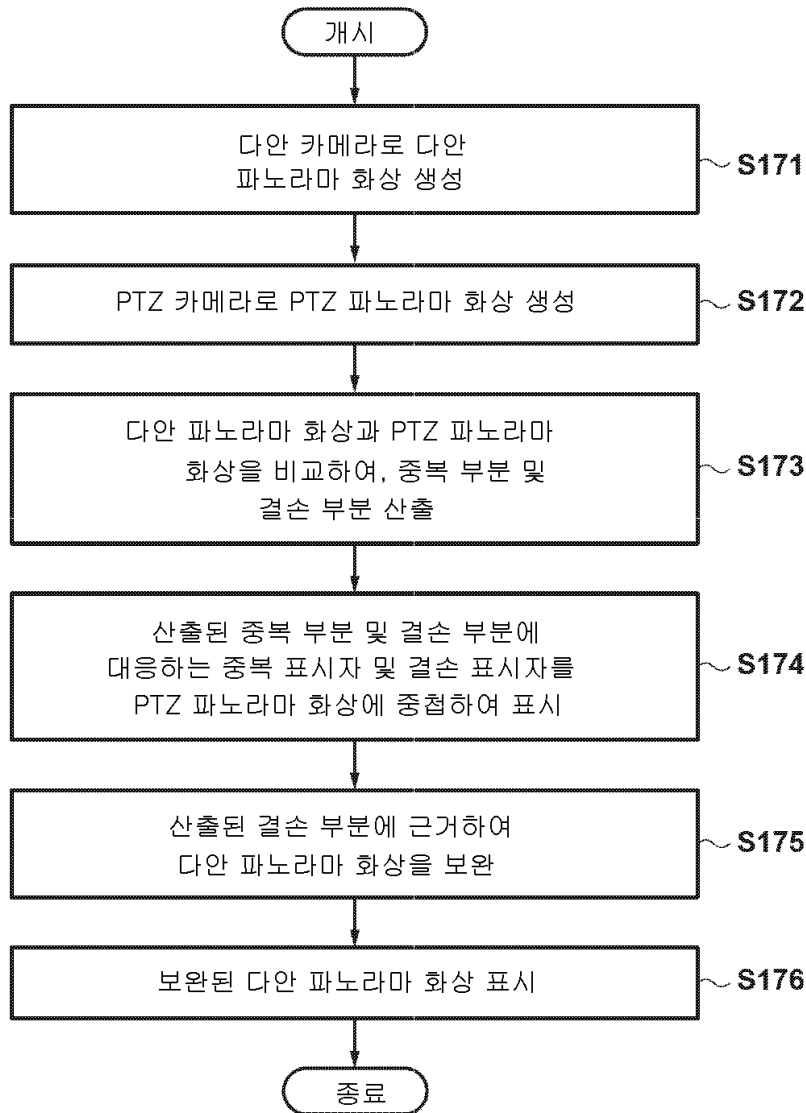 개시
다안 카메라로 다안
파노라마 화상 생성
S171
PTZ 카메라로 PTZ 파노라마 화상 생성
S172
다안 파노라마 화상과 PTZ 파노라마
화상을 비교하여, 중복 부분 및
결손 부분 산출
S173
산출된 중복 부분 및 결손 부분에
대응하는 중복 표시자 및 결손 표시자를
PTZ 파노라마 화상에 중첩하여 표시
S174
산출된 결손 부분에 근거하여
다안 파노라마 화상을 보완
S175
보완된 다안 파노라마 화상 표시
S176
종료